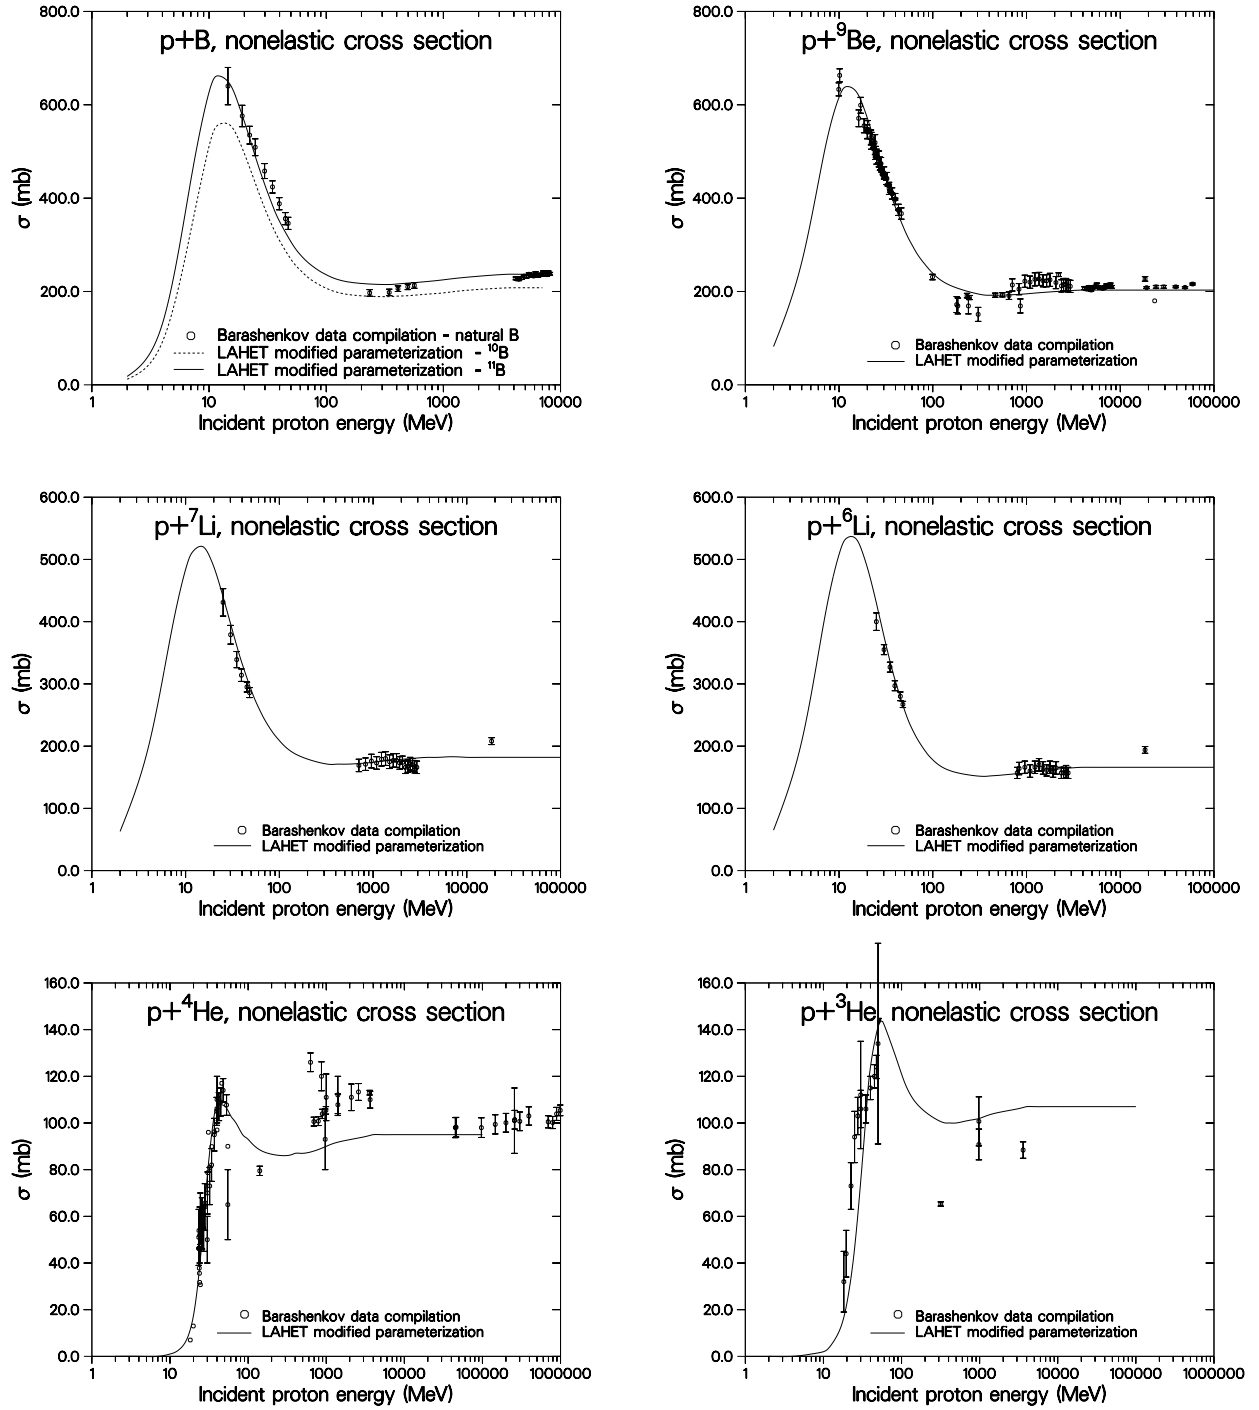 p+B, nonelastic cross section
800.0
600.0
400.0
200.0
0.0
σ (mb)
Barashenkov data compilation - natural B
LAHET modified parameterization - ¹⁰B
LAHET modified parameterization - ¹¹B
1 10 100 1000 10000
Incident proton energy (MeV)
p+⁹Be, nonelastic cross section
800.0
600.0
400.0
200.0
0.0
σ (mb)
Barashenkov data compilation
LAHET modified parameterization
1 10 100 1000 10000 100000
Incident proton energy (MeV)
p+⁷Li, nonelastic cross section
600.0
500.0
400.0
300.0
200.0
100.0
0.0
σ (mb)
Barashenkov data compilation
LAHET modified parameterization
1 10 100 1000 10000 100000
Incident proton energy (MeV)
p+⁶Li, nonelastic cross section
600.0
500.0
400.0
300.0
200.0
100.0
0.0
σ (mb)
Barashenkov data compilation
LAHET modified parameterization
1 10 100 1000 10000 100000
Incident proton energy (MeV)
p+⁴He, nonelastic cross section
160.0
140.0
120.0
100.0
80.0
60.0
40.0
20.0
0.0
σ (mb)
Barashenkov data compilation
LAHET modified parameterization
1 10 100 1000 10000 100000 1000000
Incident proton energy (MeV)
p+³He, nonelastic cross section
160.0
140.0
120.0
100.0
80.0
60.0
40.0
20.0
0.0
σ (mb)
Barashenkov data compilation
LAHET modified parameterization
1 10 100 1000 10000 100000 1000000
Incident proton energy (MeV)